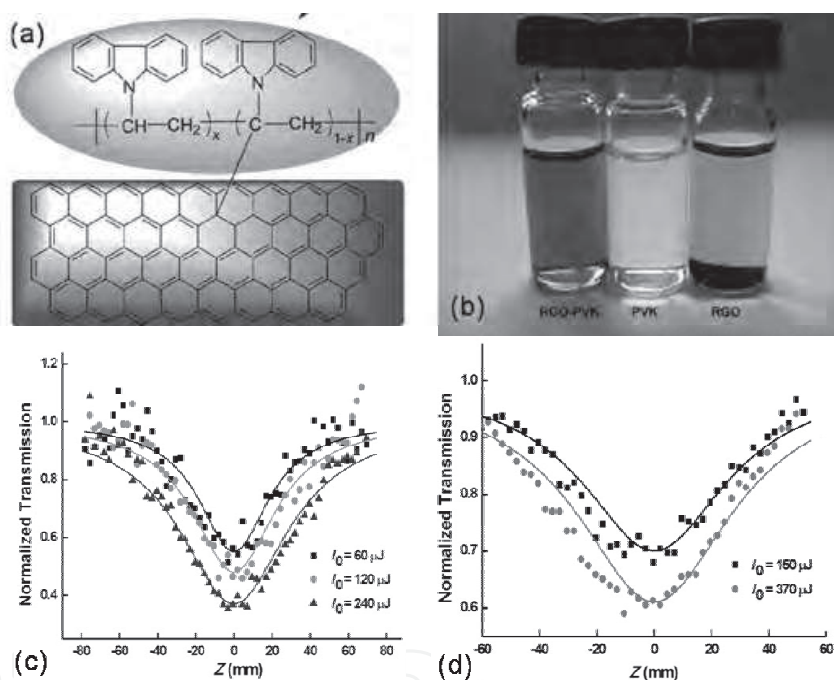 (a)
N N
CH CH₂ x C CH₂ 1-x n
(b)
RGO-PVK PVK RGO
1.2
1.0
0.8
0.6
0.4
Normalized Transmission
I₀ = 60 μJ
I₀ = 120 μJ
I₀ = 240 μJ
-80 -60 -40 -20 0 20 40 60 80
Z (mm)
(c)
1.0
0.9
0.8
0.7
0.6
Normalized Transmission
I₀ = 150 μJ
I₀ = 370 μJ
-60 -40 -20 0 20 40 60
Z (mm)
(d)